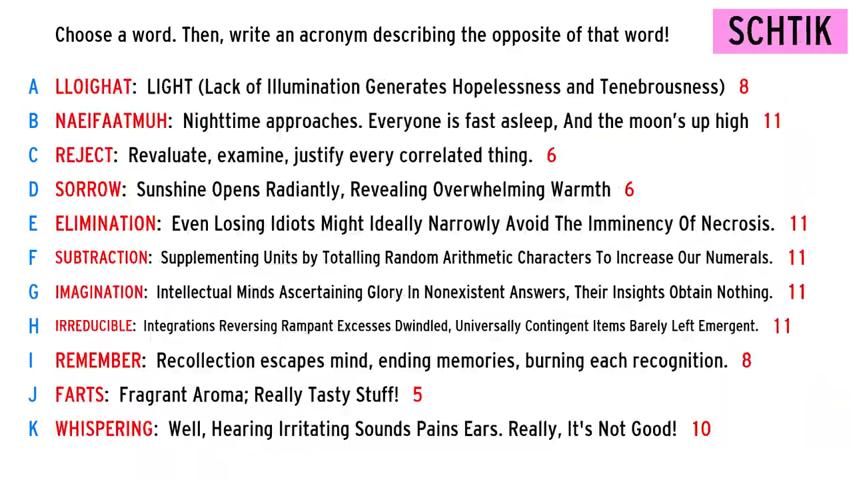 Choose a word. Then, write an acronym describing the opposite of that word!
SCHTIK
A LLOIGHAT: LIGHT (Lack of Illumination Generates Hopelessness and Tenebrousness) 8
B NAEIFAATMUH: Nighttime approaches. Everyone is fast asleep, And the moon's up high 11
C REJECT: Revaluate, examine, justify every correlated thing. 6
D SORROW: Sunshine Opens Radiantly, Revealing Overwhelming Warmth 6
E ELIMINATION: Even Losing Idiots Might Ideally Narrowly Avoid The Imminency Of Necrosis. 11
F SUBTRACTION: Supplementing Units by Totalling Random Arithmetic Characters To Increase Our Numerals. 11
G IMAGINATION: Intellectual Minds Ascertaining Glory In Nonexistent Answers, Their Insights Obtain Nothing. 11
H IRREDUCIBLE: Integrations Reversing Rampant Excesses Dwindled, Universally Contingent Items Barely Left Emergent. 11
I REMEMBER: Recollection escapes mind, ending memories, burning each recognition. 8
J FARTS: Fragrant Aroma; Really Tasty Stuff! 5
K WHISPERING: Well, Hearing Irritating Sounds Pains Ears. Really, It's Not Good! 10